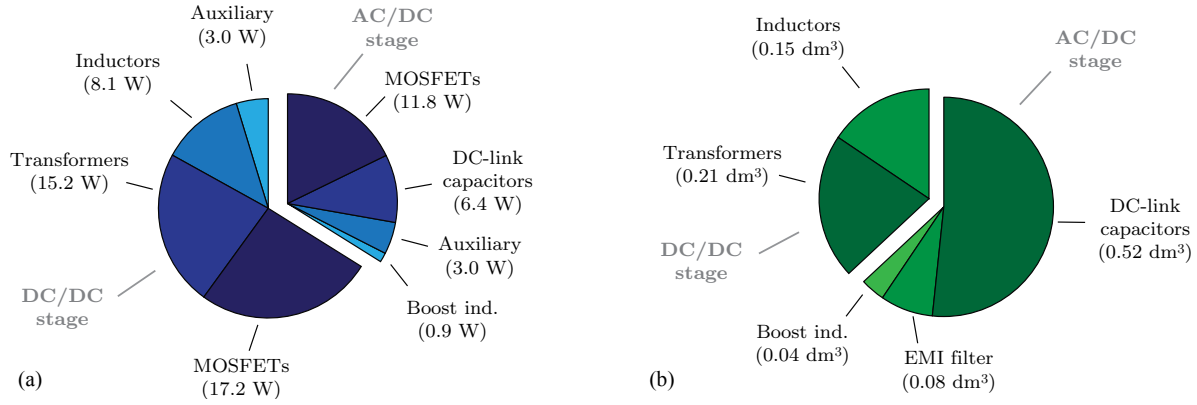 Auxiliary
(3.0 W)
AC/DC
stage
Inductors
(8.1 W)
MOSFETs
(11.8 W)
Transformers
(15.2 W)
DC-link
capacitors
(6.4 W)
Auxiliary
(3.0 W)
DC/DC
stage
Boost ind.
(0.9 W)
MOSFETs
(17.2 W)
(a)
Inductors
(0.15 dm³)
AC/DC
stage
Transformers
(0.21 dm³)
DC-link
capacitors
(0.52 dm³)
DC/DC
stage
Boost ind.
(0.04 dm³)
EMI filter
(0.08 dm³)
(b)